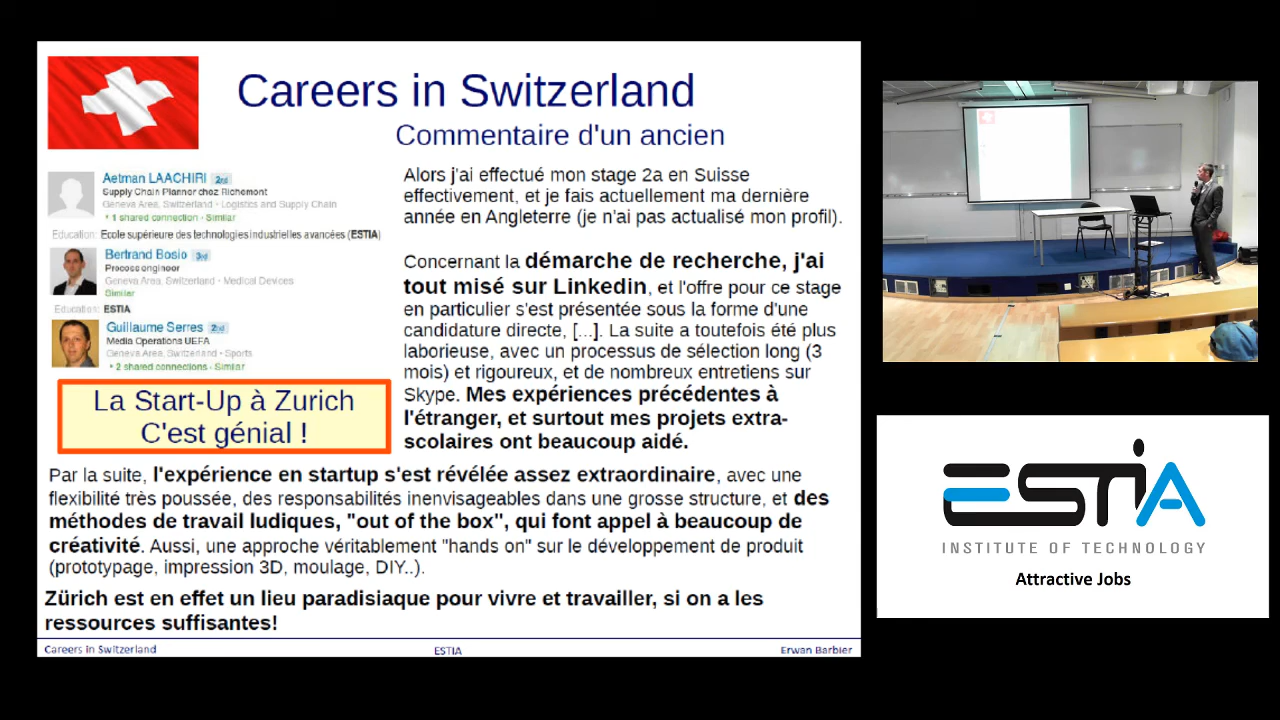 Careers in Switzerland
Commentaire d'un ancien
Aetman LAACHIRI 2nd
Supply Chain Planner chez Richemont
Geneva Area, Switzerland • Logistics and Supply Chain
• 1 shared connection • Similar
Education: Ecole supérieure des technologies industrielles avancées (ESTIA)
Bertrand Bosio 3rd
Process engineer
Geneva Area, Switzerland • Medical Devices
Similar
Education: ESTIA
Guillaume Serres 2nd
Media Operations UEFA
Geneva Area, Switzerland • Sports
• 2 shared connections • Similar
La Start-Up à Zurich
C'est génial !
Alors j'ai effectué mon stage 2a en Suisse
effectivement, et je fais actuellement ma dernière
année en Angleterre (je n'ai pas actualisé mon profil).
Concernant la démarche de recherche, j'ai
tout misé sur Linkedin, et l'offre pour ce stage
en particulier s'est présentée sous la forme d'une
candidature directe, [...]. La suite a toutefois été plus
laborieuse, avec un processus de sélection long (3
mois) et rigoureux, et de nombreux entretiens sur
Skype. Mes expériences précédentes à
l'étranger, et surtout mes projets extra-
scolaires ont beaucoup aidé.
Par la suite, l'expérience en startup s'est révélée assez extraordinaire, avec une
flexibilité très poussée, des responsabilités inenvisageables dans une grosse structure, et des
méthodes de travail ludiques, "out of the box", qui font appel à beaucoup de
créativité. Aussi, une approche véritablement "hands on" sur le développement de produit
(prototypage, impression 3D, moulage, DIY..).
Zürich est en effet un lieu paradisiaque pour vivre et travailler, si on a les
ressources suffisantes!
Careers in Switzerland ESTIA Erwan Barbier
ESTIA
INSTITUTE OF TECHNOLOGY
Attractive Jobs